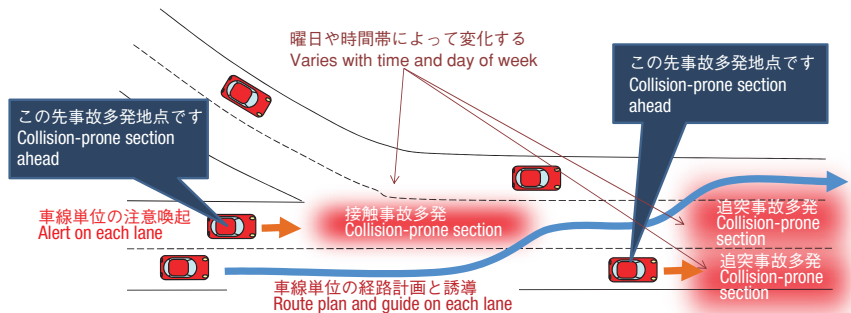 曜日や時間帯によって変化する
Varies with time and day of week
この先事故多発地点です
Collision-prone section
ahead
この先事故多発地点です
Collision-prone section
ahead
車線単位の注意喚起
Alert on each lane
接触事故多発
Collision-prone section
追突事故多発
Collision-prone
section
追突事故多発
Collision-prone
section
車線単位の経路計画と誘導
Route plan and guide on each lane